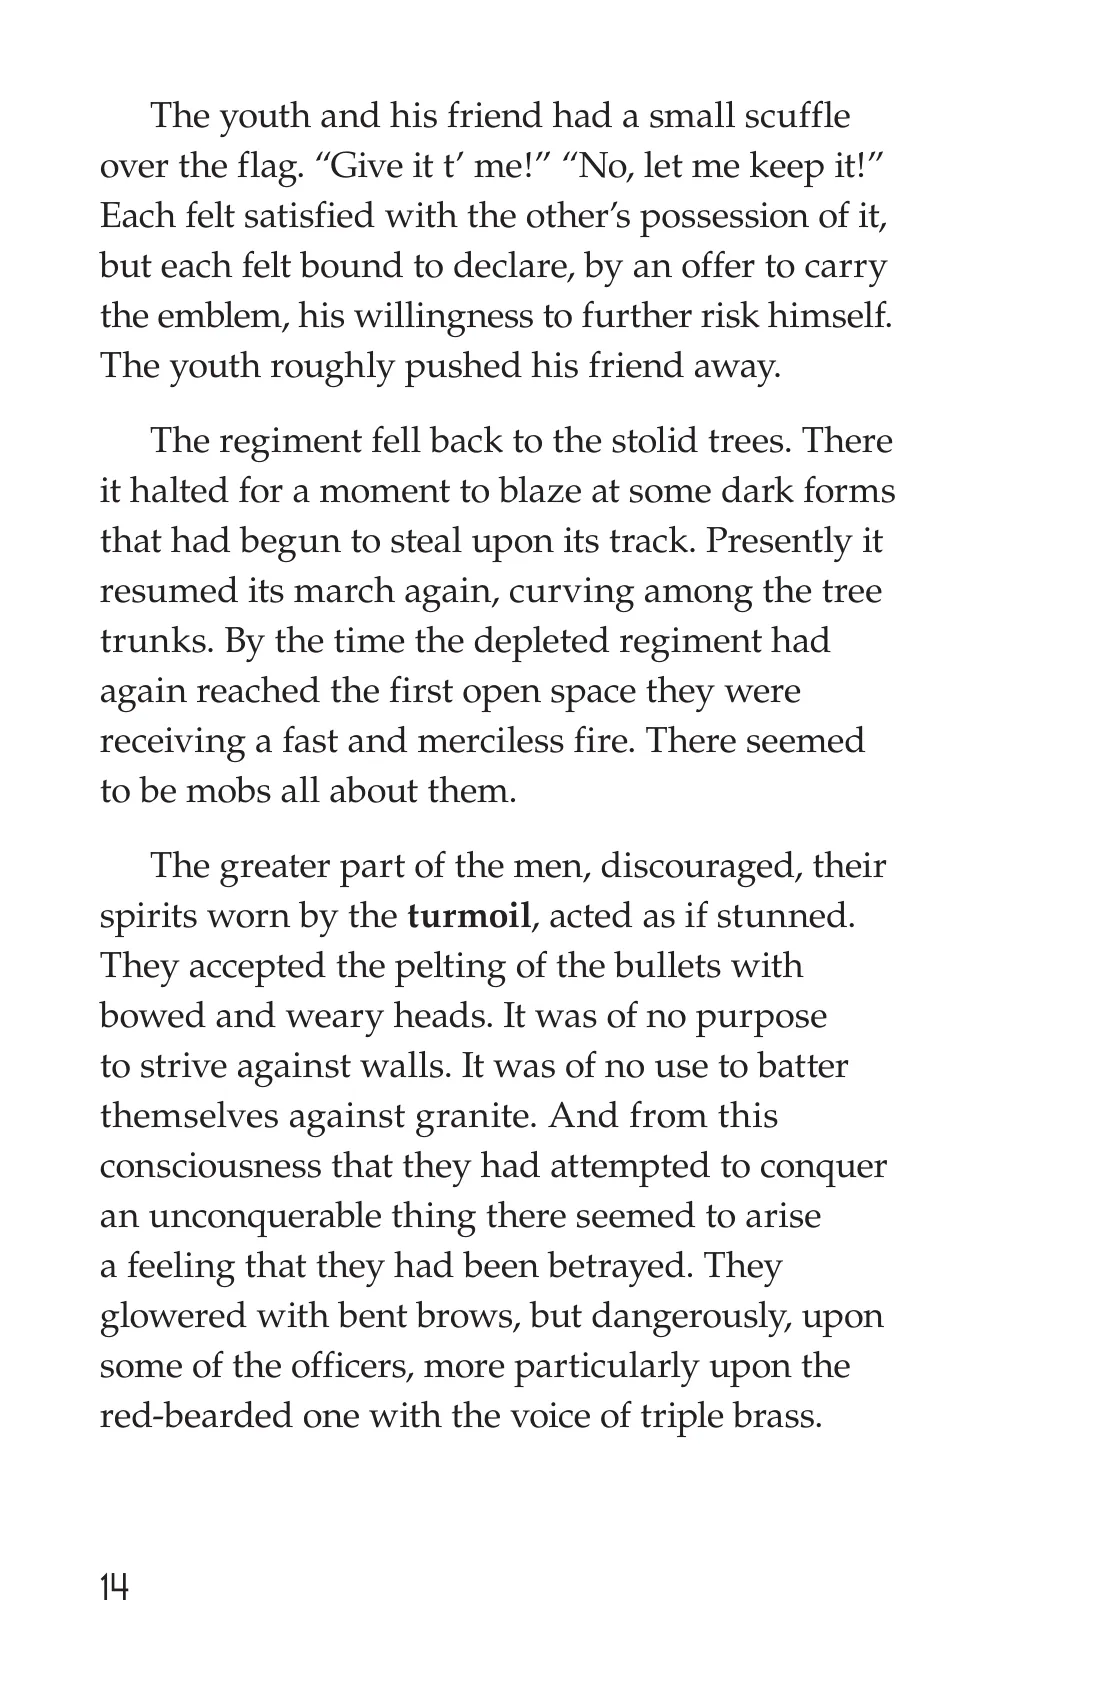 The youth and his friend had a small scuffle
over the flag. “Give it t’ me!” “No, let me keep it!”
Each felt satisfied with the other’s possession of it,
but each felt bound to declare, by an offer to carry
the emblem, his willingness to further risk himself.
The youth roughly pushed his friend away.
The regiment fell back to the stolid trees. There
it halted for a moment to blaze at some dark forms
that had begun to steal upon its track. Presently it
resumed its march again, curving among the tree
trunks. By the time the depleted regiment had
again reached the first open space they were
receiving a fast and merciless fire. There seemed
to be mobs all about them.
The greater part of the men, discouraged, their
spirits worn by the turmoil, acted as if stunned.
They accepted the pelting of the bullets with
bowed and weary heads. It was of no purpose
to strive against walls. It was of no use to batter
themselves against granite. And from this
consciousness that they had attempted to conquer
an unconquerable thing there seemed to arise
a feeling that they had been betrayed. They
glowered with bent brows, but dangerously, upon
some of the officers, more particularly upon the
red-bearded one with the voice of triple brass.
14